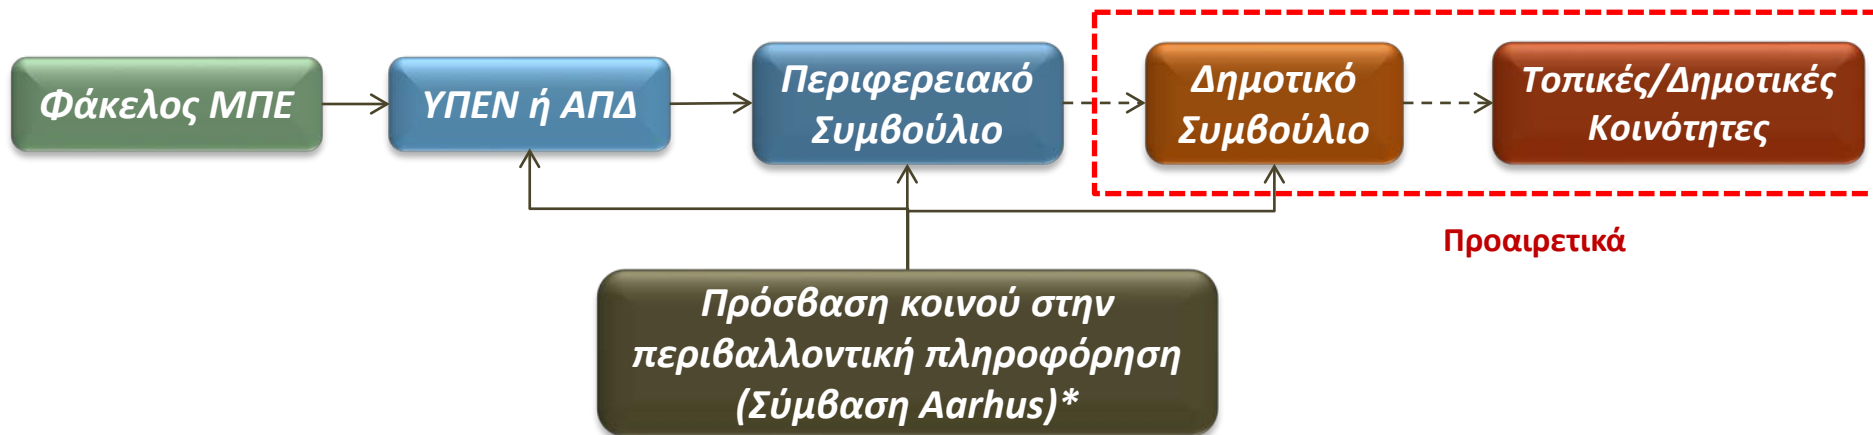 Φάκελος ΜΠΕ
ΥΠΕΝ ή ΑΠΔ
Περιφερειακό
Συμβούλιο
Δημοτικό
Συμβούλιο
Τοπικές/Δημοτικές
Κοινότητες
Προαιρετικά
Πρόσβαση κοινού στην
περιβαλλοντική πληροφόρηση
(Σύμβαση Aarhus)*